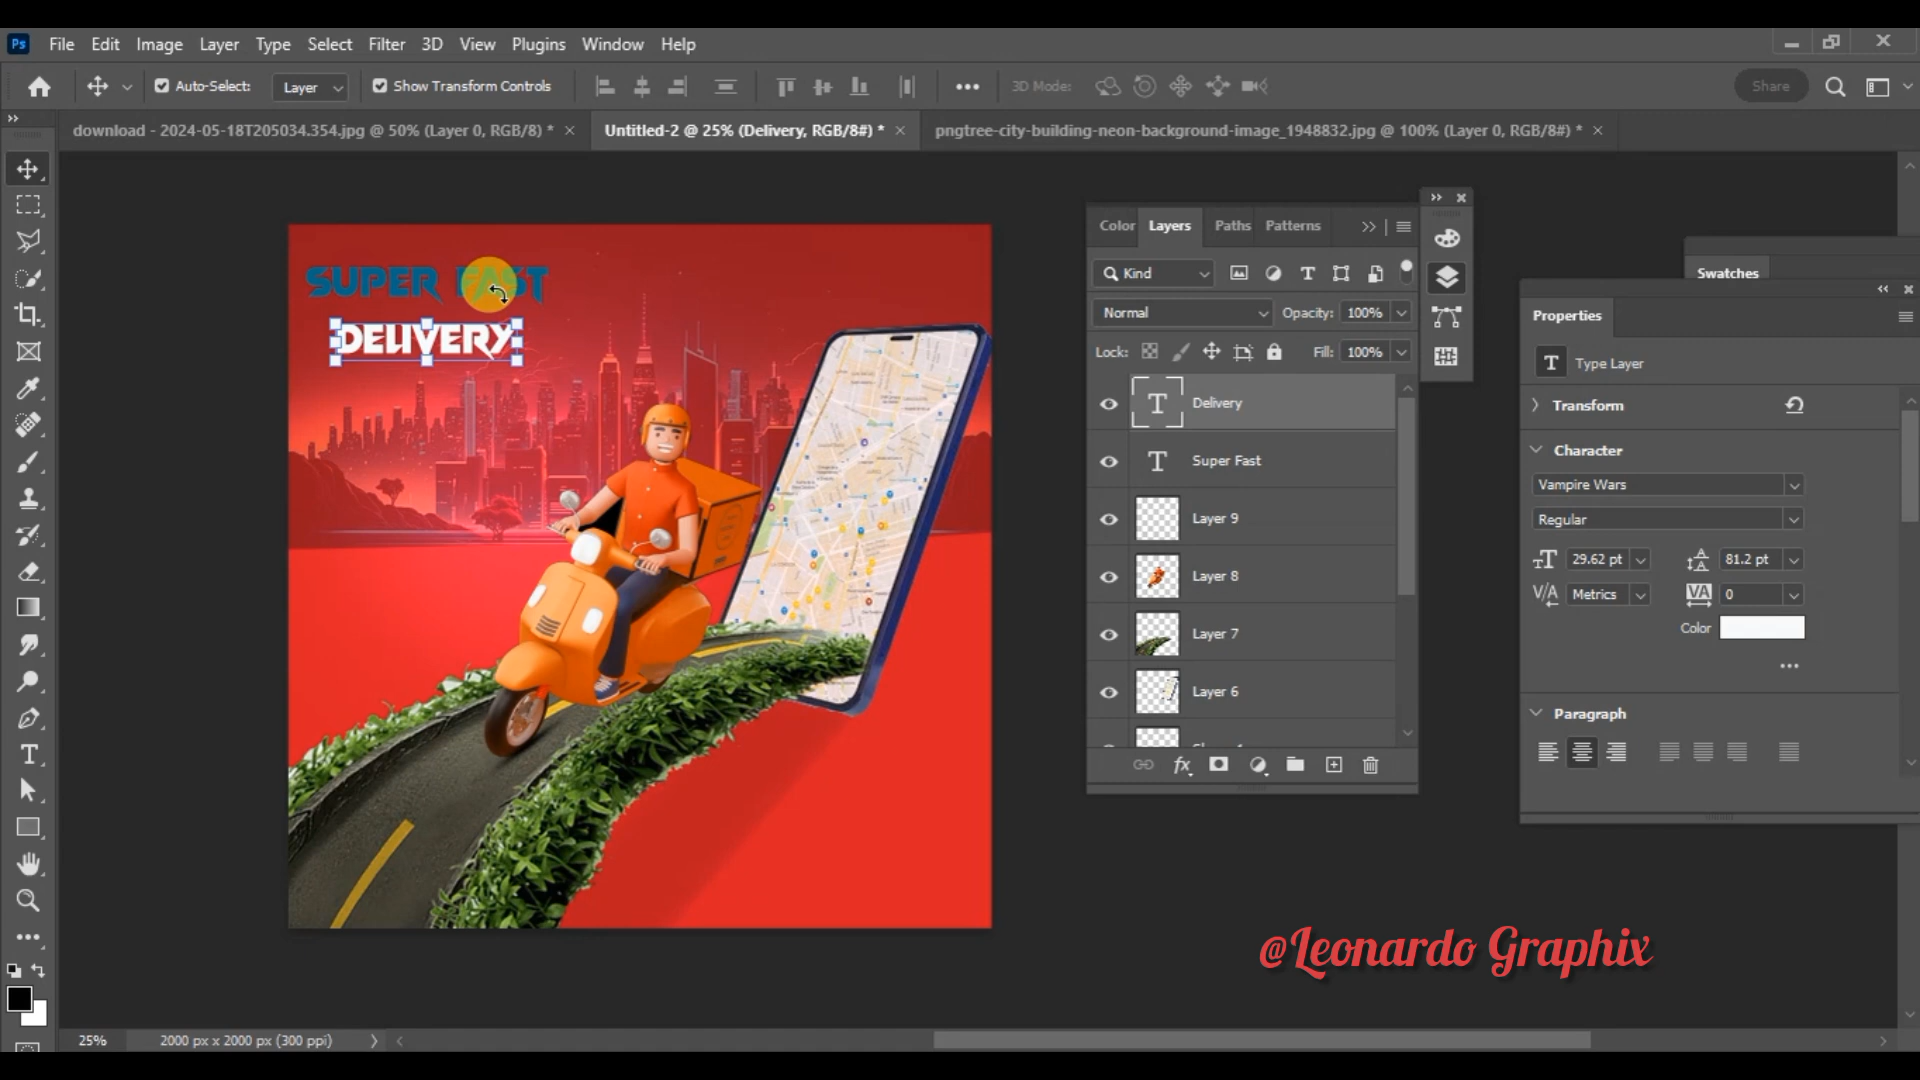 Ps File Edit Image Layer Type Select Filter 3D View Plugins Window Help
Auto-Select: Layer Show Transform Controls 3D Mode: Share
download - 2024-05-18T205034.354.jpg @ 50% (Layer 0, RGB/8) *
Untitled-2 @ 25% (Delivery, RGB/8#) *
pngtree-city-building-neon-background-image_1948832.jpg @ 100% (Layer 0, RGB/8#) *
SUPER FAST
DELIVERY
Color Layers Paths Patterns
Kind
Normal Opacity: 100%
Lock: Fill: 100%
Delivery
Super Fast
Layer 9
Layer 8
Layer 7
Layer 6
fx
Swatches
Properties
Type Layer
Transform
Character
Vampire Wars
Regular
29.62 pt 81.2 pt
Metrics 0
Color
Paragraph
@Leonardo Graphix
25% 2000 px x 2000 px (300 ppi)